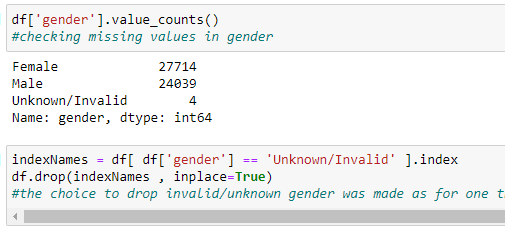 df['gender'].value_counts()
#checking missing values in gender
Female 27714
Male 24039
Unknown/Invalid 4
Name: gender, dtype: int64
indexNames = df[ df['gender'] == 'Unknown/Invalid' ].index
df.drop(indexNames , inplace=True)
#the choice to drop invalid/unknown gender was made as for one